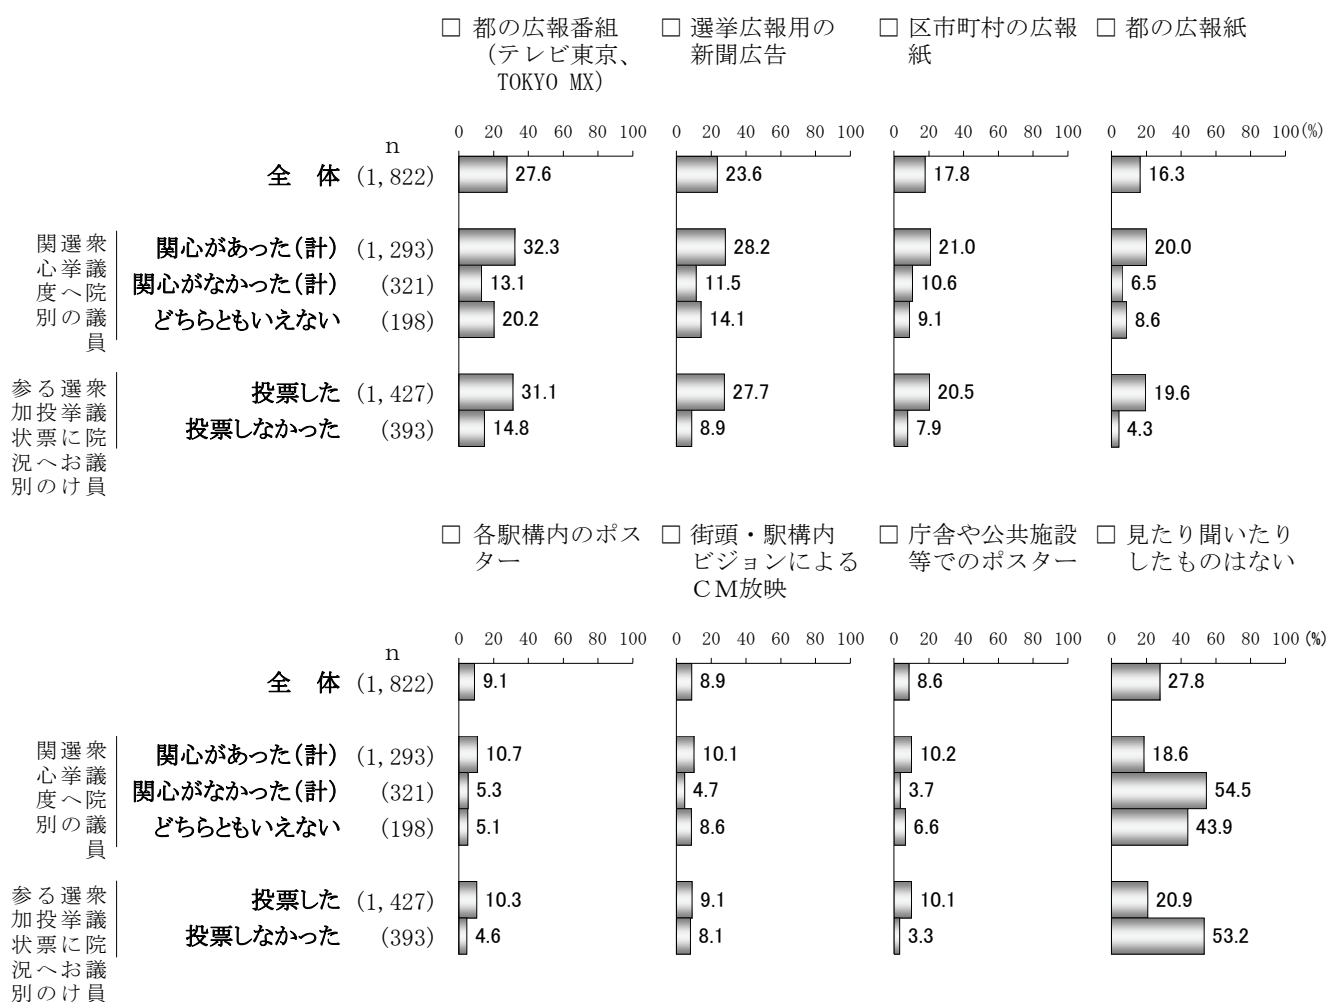 □ 都の広報番組
(テレビ東京、
TOKYO MX)
□ 選挙広報用の
新聞広告
□ 区市町村の広報
紙
□ 都の広報紙
0 20 40 60 80 100
0 20 40 60 80 100
0 20 40 60 80 100
0 20 40 60 80 100(%)
n
全 体 (1,822) 27.6 23.6 17.8 16.3
衆議院議員
選挙への
関心度別
関心があった(計) (1,293) 32.3 28.2 21.0 20.0
関心がなかった(計) (321) 13.1 11.5 10.6 6.5
どちらともいえない (198) 20.2 14.1 9.1 8.6
衆議院議員
選挙におけ
る投票への
参加状況別
投票した (1,427) 31.1 27.7 20.5 19.6
投票しなかった (393) 14.8 8.9 7.9 4.3
□ 各駅構内のポス
ター
□ 街頭・駅構内
ビジョンによる
CM放映
□ 庁舎や公共施設
等でのポスター
□ 見たり聞いたり
したものはない
0 20 40 60 80 100
0 20 40 60 80 100
0 20 40 60 80 100
0 20 40 60 80 100(%)
n
全 体 (1,822) 9.1 8.9 8.6 27.8
衆議院議員
選挙への
関心度別
関心があった(計) (1,293) 10.7 10.1 10.2 18.6
関心がなかった(計) (321) 5.3 4.7 3.7 54.5
どちらともいえない (198) 5.1 8.6 6.6 43.9
衆議院議員
選挙におけ
る投票への
参加状況別
投票した (1,427) 10.3 9.1 10.1 20.9
投票しなかった (393) 4.6 8.1 3.3 53.2